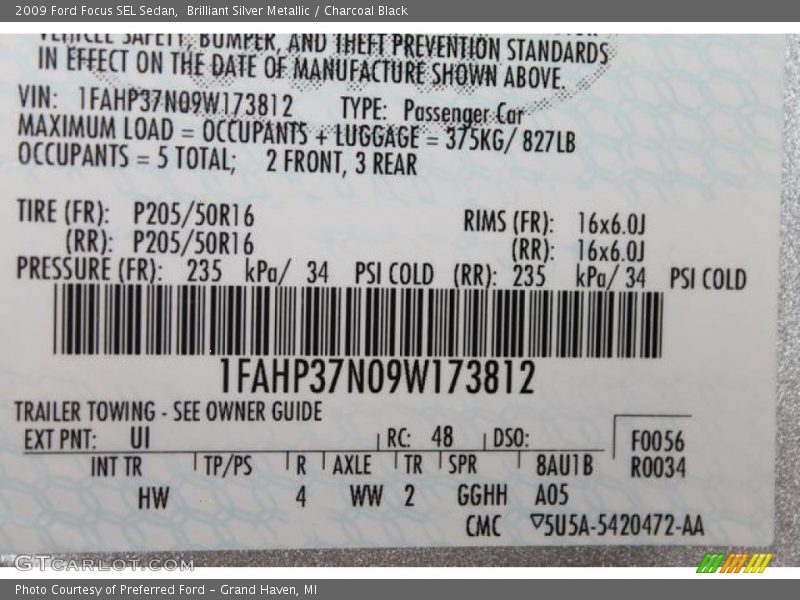 2009 Ford Focus SEL Sedan, Brilliant Silver Metallic / Charcoal Black
VEHICLE SAFETY, BUMPER, AND THEFT PREVENTION STANDARDS
IN EFFECT ON THE DATE OF MANUFACTURE SHOWN ABOVE.
VIN: 1FAHP37N09W173812 TYPE: Passenger Car
MAXIMUM LOAD = OCCUPANTS + LUGGAGE = 375KG/ 827LB
OCCUPANTS = 5 TOTAL; 2 FRONT, 3 REAR
TIRE (FR): P205/50R16 RIMS (FR): 16x6.0J
(RR): P205/50R16 (RR): 16x6.0J
PRESSURE (FR): 235 kPa/ 34 PSI COLD (RR): 235 kPa/ 34 PSI COLD
1FAHP37N09W173812
TRAILER TOWING - SEE OWNER GUIDE
EXT PNT: UI RC: 48 DSO: F0056
INT TR TP/PS R AXLE TR SPR 8AU1B R0034
HW 4 WW 2 GGHH A05
CMC ▽5U5A-5420472-AA
GTCARLOT.COM
Photo Courtesy of Preferred Ford - Grand Haven, MI